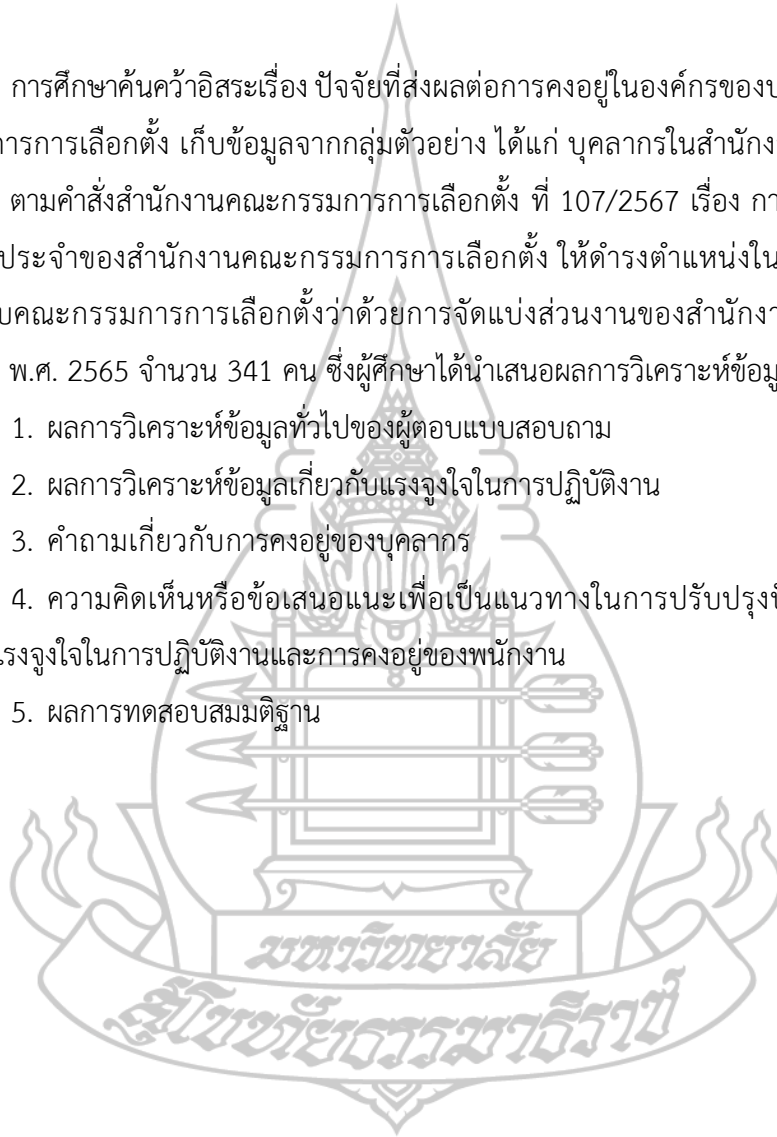 การศึกษาค้นคว้าอิสระเรื่อง ปัจจัยที่ส่งผลต่อการคงอยู่ในองค์กรของ
การการเลือกตั้ง เก็บข้อมูลจากกลุ่มตัวอย่าง ได้แก่ บุคลากรในสำนักง
ตามคำสั่งสำนักงานคณะกรรมการการเลือกตั้ง ที่ 107/2567 เรื่อง กา
ประจำของสำนักงานคณะกรรมการการเลือกตั้ง ให้ดำรงตำแหน่งใน
บคณะกรรมการการเลือกตั้งว่าด้วยการจัดแบ่งส่วนงานของสำนักงา
พ.ศ. 2565 จำนวน 341 คน ซึ่งผู้ศึกษาได้นำเสนอผลการวิเคราะห์ข้อมู
1. ผลการวิเคราะห์ข้อมูลทั่วไปของผู้ตอบแบบสอบถาม
2. ผลการวิเคราะห์ข้อมูลเกี่ยวกับแรงจูงใจในการปฏิบัติงาน
3. คำถามเกี่ยวกับการคงอยู่ของบุคลากร
4. ความคิดเห็นหรือข้อเสนอแนะเพื่อเป็นแนวทางในการปรับปรุง
แรงจูงใจในการปฏิบัติงานและการคงอยู่ของพนักงาน
5. ผลการทดสอบสมมติฐาน
มหาวิทยาลัย
สุโขทัยธรรมาธิราช